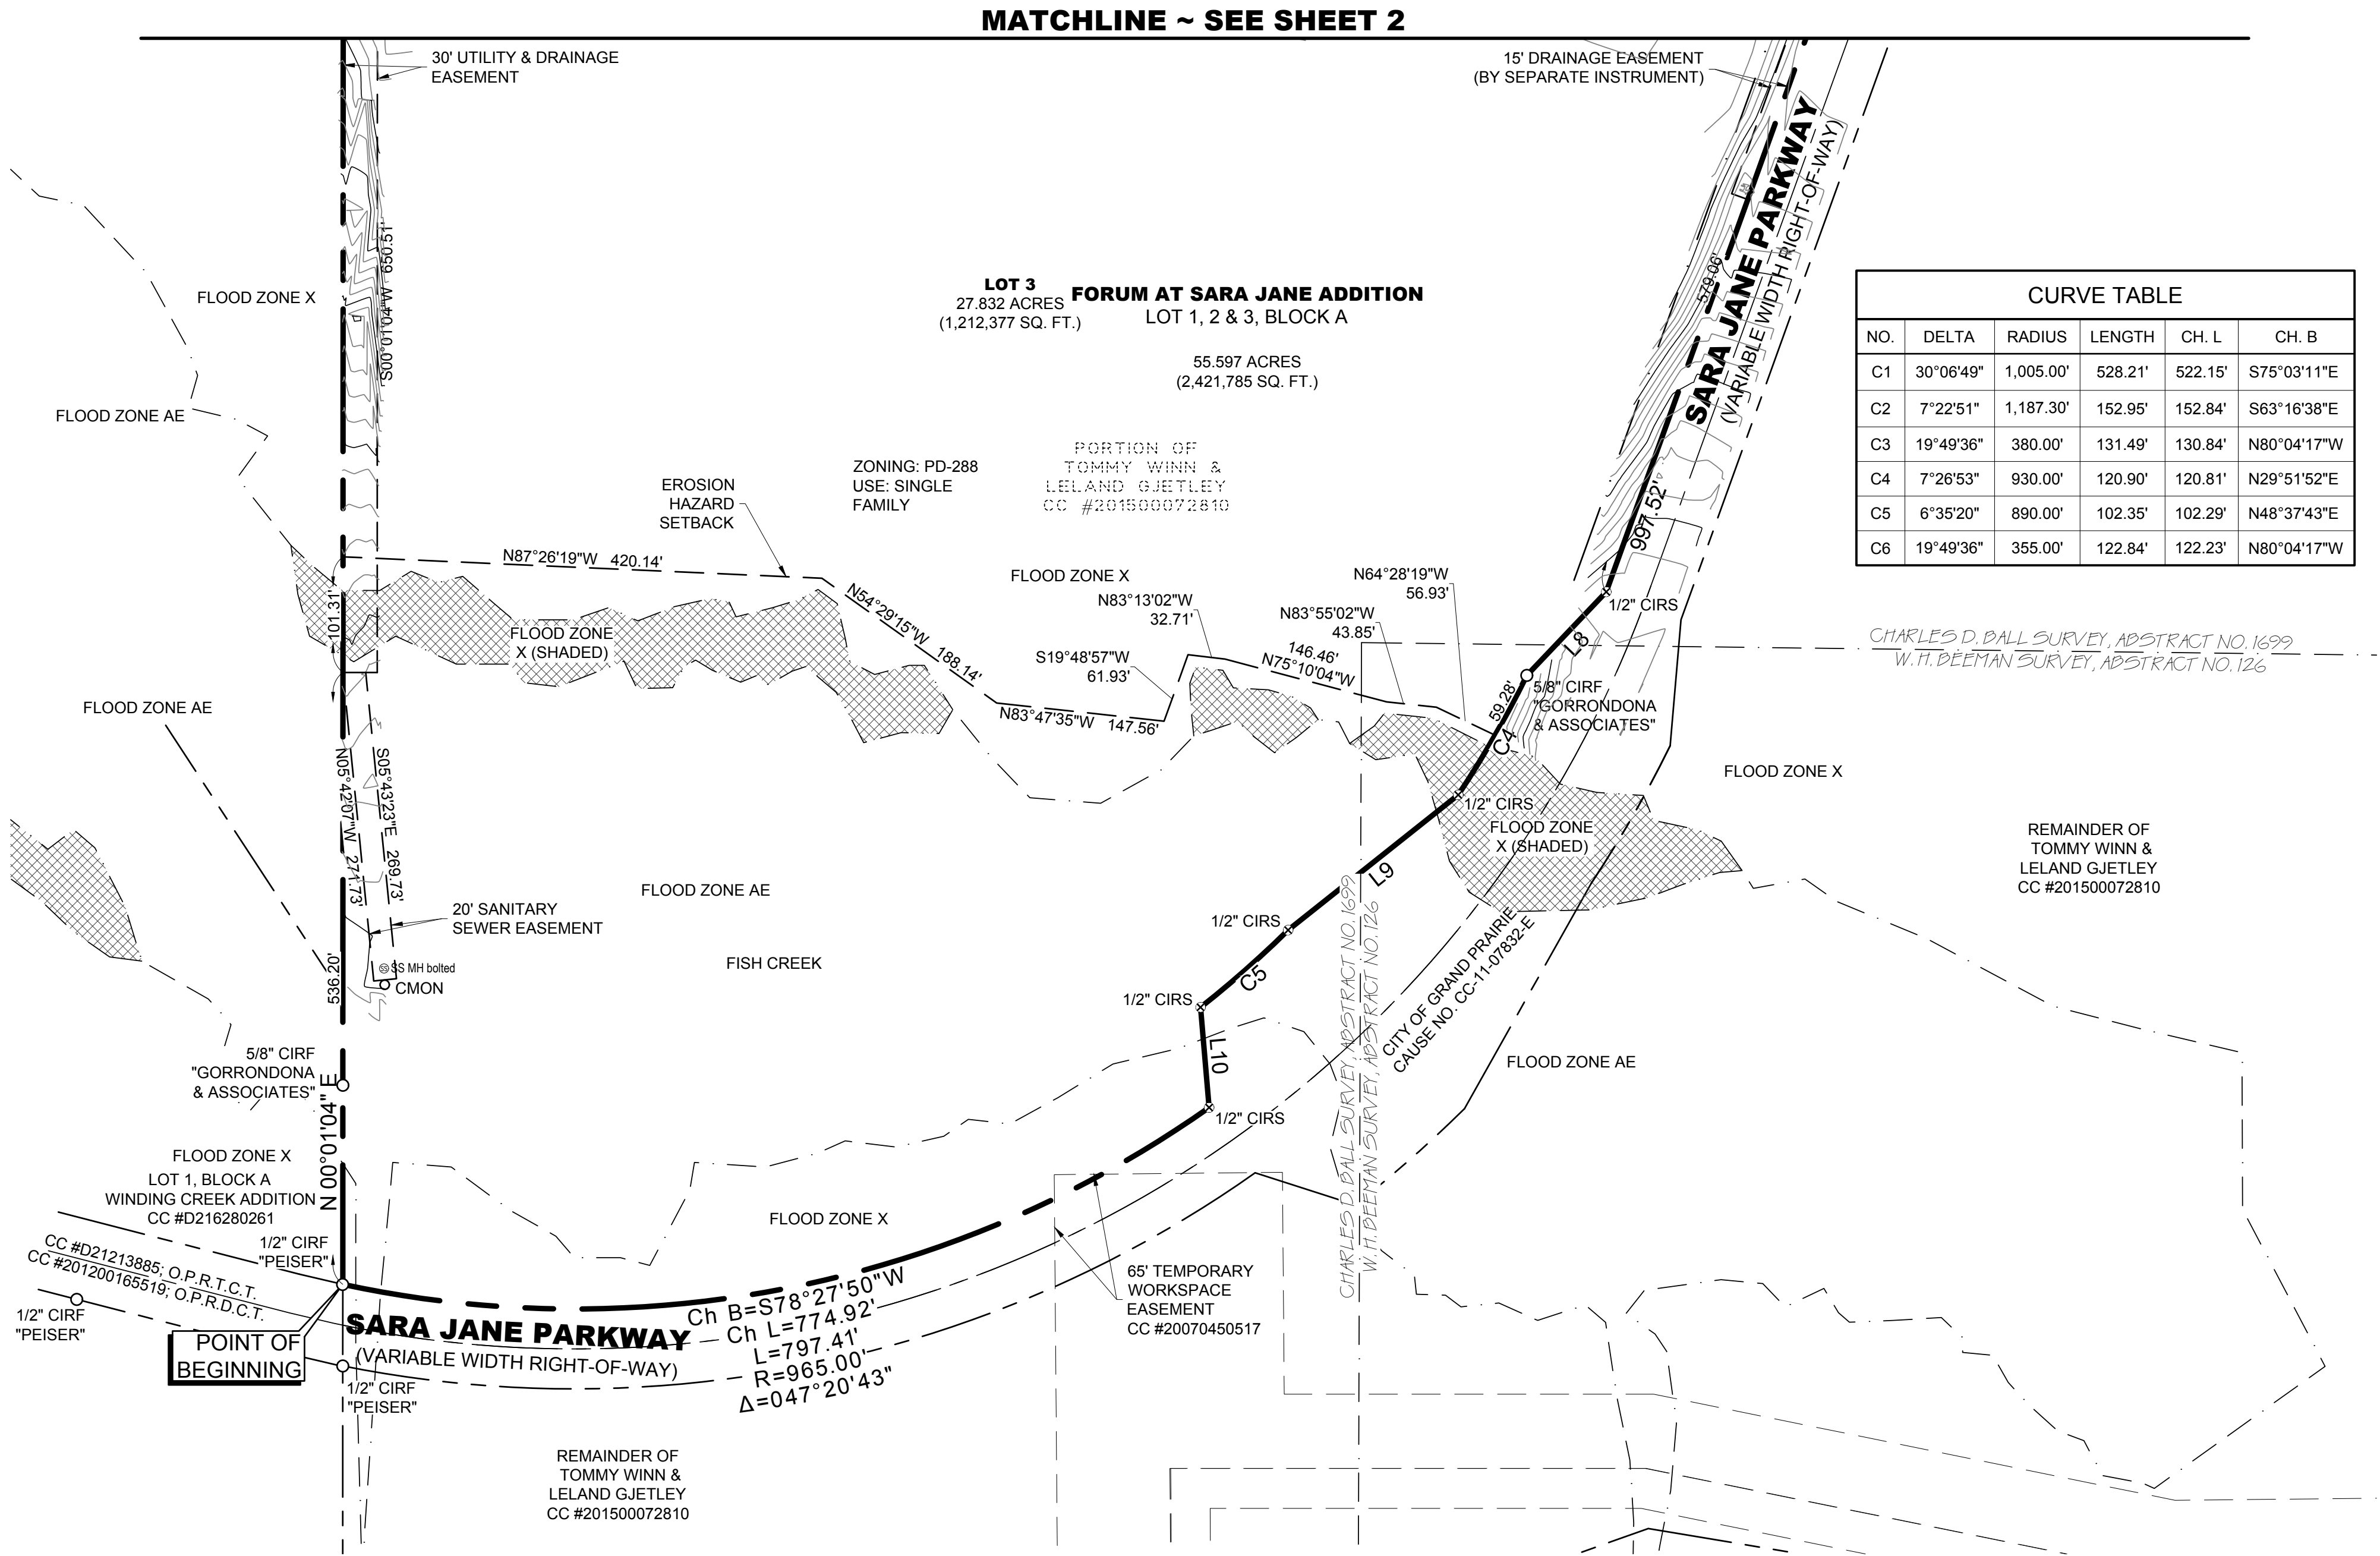 MATCHLINE ~ SEE SHEET 2
30' UTILITY & DRAINAGE
EASEMENT
15' DRAINAGE EASEMENT
(BY SEPARATE INSTRUMENT)
SARA JANE PARKWAY
(VARIABLE WIDTH RIGHT-OF-WAY)
579.06'
997.52'
S00°01'04"W 650.51'
FLOOD ZONE X
FLOOD ZONE AE
LOT 3
27.832 ACRES
(1,212,377 SQ. FT.)
FORUM AT SARA JANE ADDITION
LOT 1, 2 & 3, BLOCK A
55.597 ACRES
(2,421,785 SQ. FT.)
CURVE TABLE
NO. DELTA RADIUS LENGTH CH. L CH. B
C1 30°06'49" 1,005.00' 528.21' 522.15' S75°03'11"E
C2 7°22'51" 1,187.30' 152.95' 152.84' S63°16'38"E
C3 19°49'36" 380.00' 131.49' 130.84' N80°04'17"W
C4 7°26'53" 930.00' 120.90' 120.81' N29°51'52"E
C5 6°35'20" 890.00' 102.35' 102.29' N48°37'43"E
C6 19°49'36" 355.00' 122.84' 122.23' N80°04'17"W
ZONING: PD-288
USE: SINGLE
FAMILY
PORTION OF
TOMMY WINN &
LELAND GJETLEY
CC #201500072810
EROSION
HAZARD
SETBACK
N87°26'19"W 420.14'
N54°29'15"W 188.14'
N83°47'35"W 147.56'
S19°48'57"W
61.93'
FLOOD ZONE X
N83°13'02"W
32.71'
146.46'
N75°10'04"W
N83°55'02"W
43.85'
N64°28'19"W
56.93'
1/2" CIRS
L8
59.28'
C4
5/8" CIRF
"GORRONDONA
& ASSOCIATES"
CHARLES D. BALL SURVEY, ABSTRACT NO. 1699
W. H. BEEMAN SURVEY, ABSTRACT NO. 126
101.31'
FLOOD ZONE
X (SHADED)
FLOOD ZONE AE
N05°42'07"W 271.73'
S05°43'23"E 269.73'
FLOOD ZONE AE
20' SANITARY
SEWER EASEMENT
SS MH bolted
CMON
536.20'
FISH CREEK
1/2" CIRS
FLOOD ZONE
X (SHADED)
FLOOD ZONE X
REMAINDER OF
TOMMY WINN &
LELAND GJETLEY
CC #201500072810
L9
1/2" CIRS
C5
1/2" CIRS
L10
1/2" CIRS
CHARLES D. BALL SURVEY, ABSTRACT NO. 1699
W. H. BEEMAN SURVEY, ABSTRACT NO. 126
CITY OF GRAND PRAIRIE
CAUSE NO. CC-11-07832-E
FLOOD ZONE AE
5/8" CIRF
"GORRONDONA
& ASSOCIATES"
N 00°01'04" E
FLOOD ZONE X
LOT 1, BLOCK A
WINDING CREEK ADDITION
CC #D216280261
1/2" CIRF
"PEISER"
CC #D21213885; O.P.R.T.C.T.
CC #201200165519; O.P.R.D.C.T.
1/2" CIRF
"PEISER"
POINT OF
BEGINNING
1/2" CIRF
"PEISER"
SARA JANE PARKWAY
(VARIABLE WIDTH RIGHT-OF-WAY)
FLOOD ZONE X
Ch B=S78°27'50"W
Ch L=774.92'
L=797.41'
R=965.00'
Δ=047°20'43"
65' TEMPORARY
WORKSPACE
EASEMENT
CC #20070450517
REMAINDER OF
TOMMY WINN &
LELAND GJETLEY
CC #201500072810